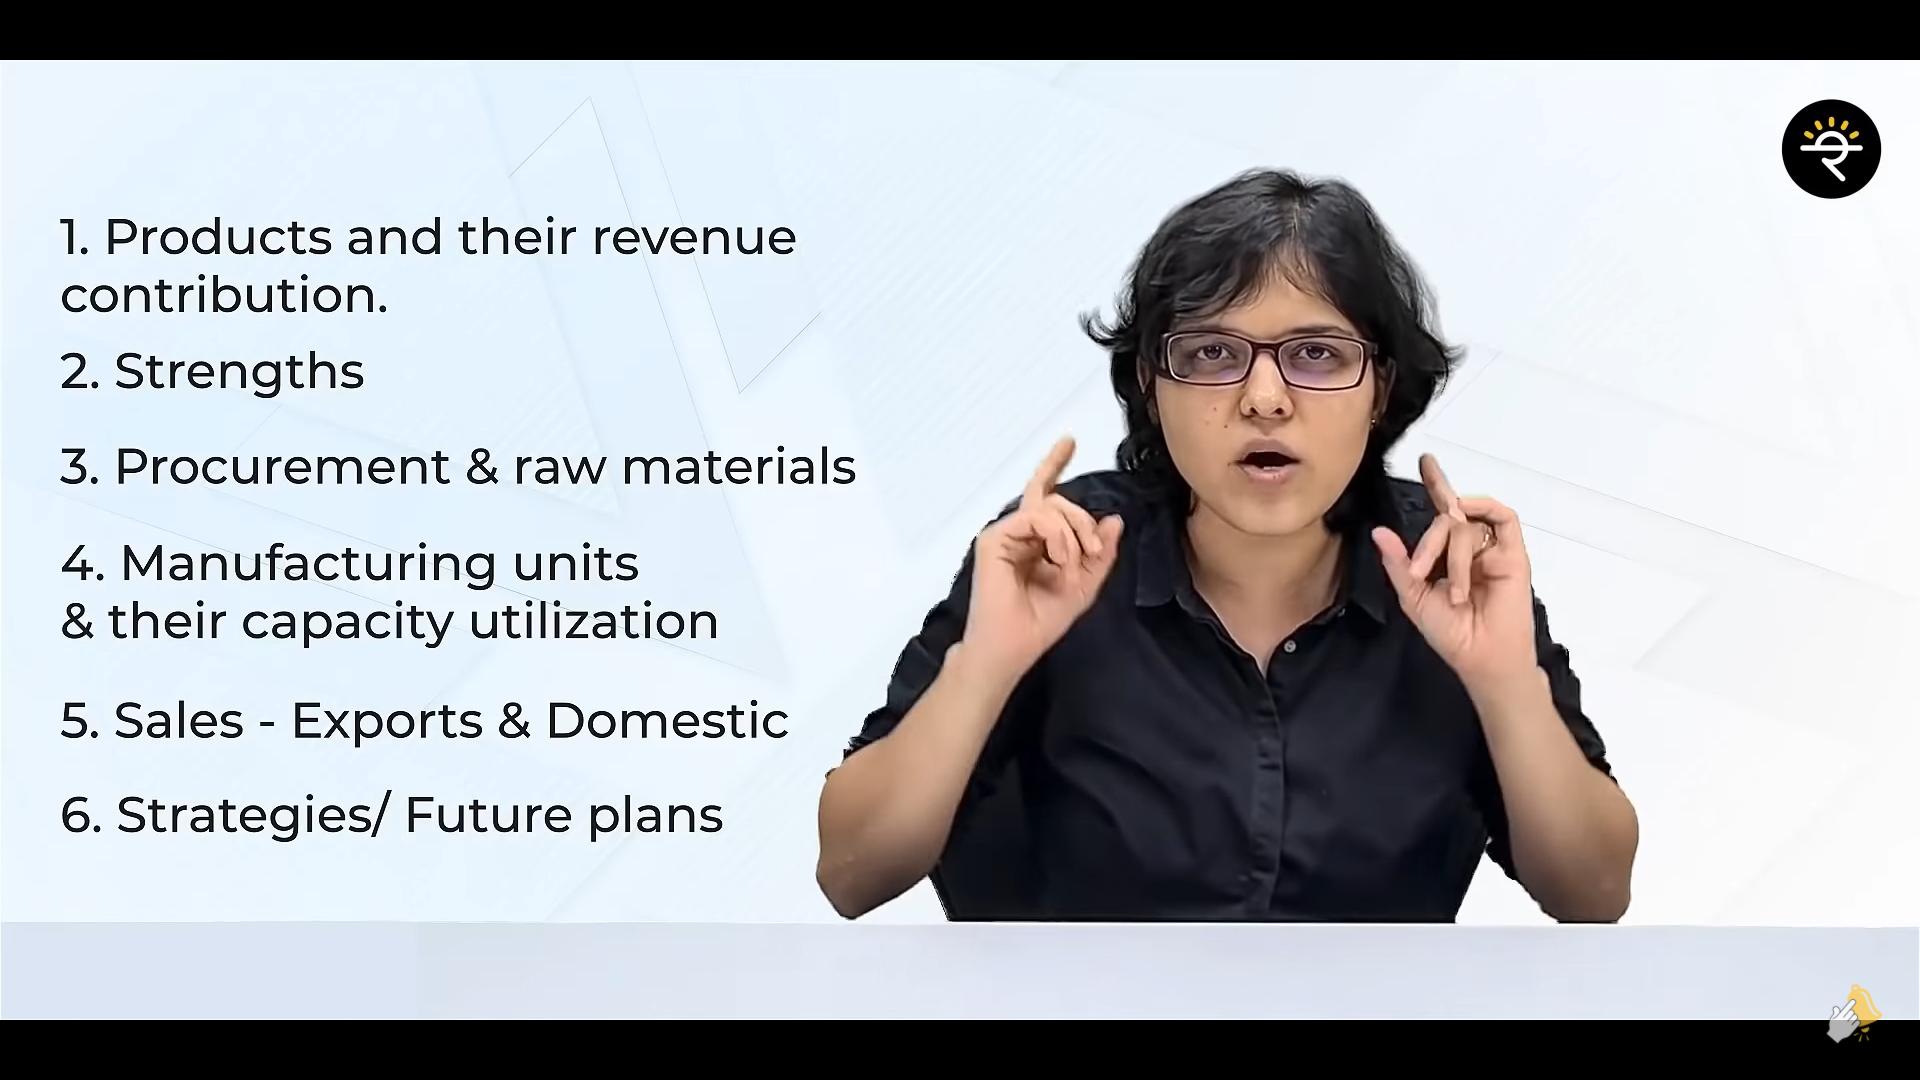 1. Products and their revenue
contribution.
2. Strengths
3. Procurement & raw materials
4. Manufacturing units
& their capacity utilization
5. Sales - Exports & Domestic
6. Strategies/ Future plans